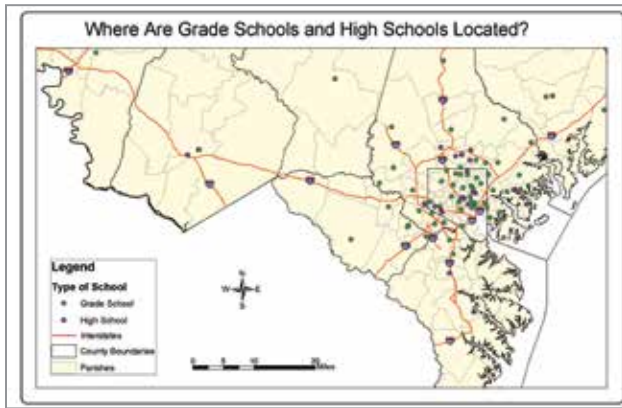 Where Are Grade Schools and High Schools Located?
Legend
Type of School
Grade School
High School
Interstates
County Boundaries
Parishes
N
W E
S
0 5 10 20
Miles